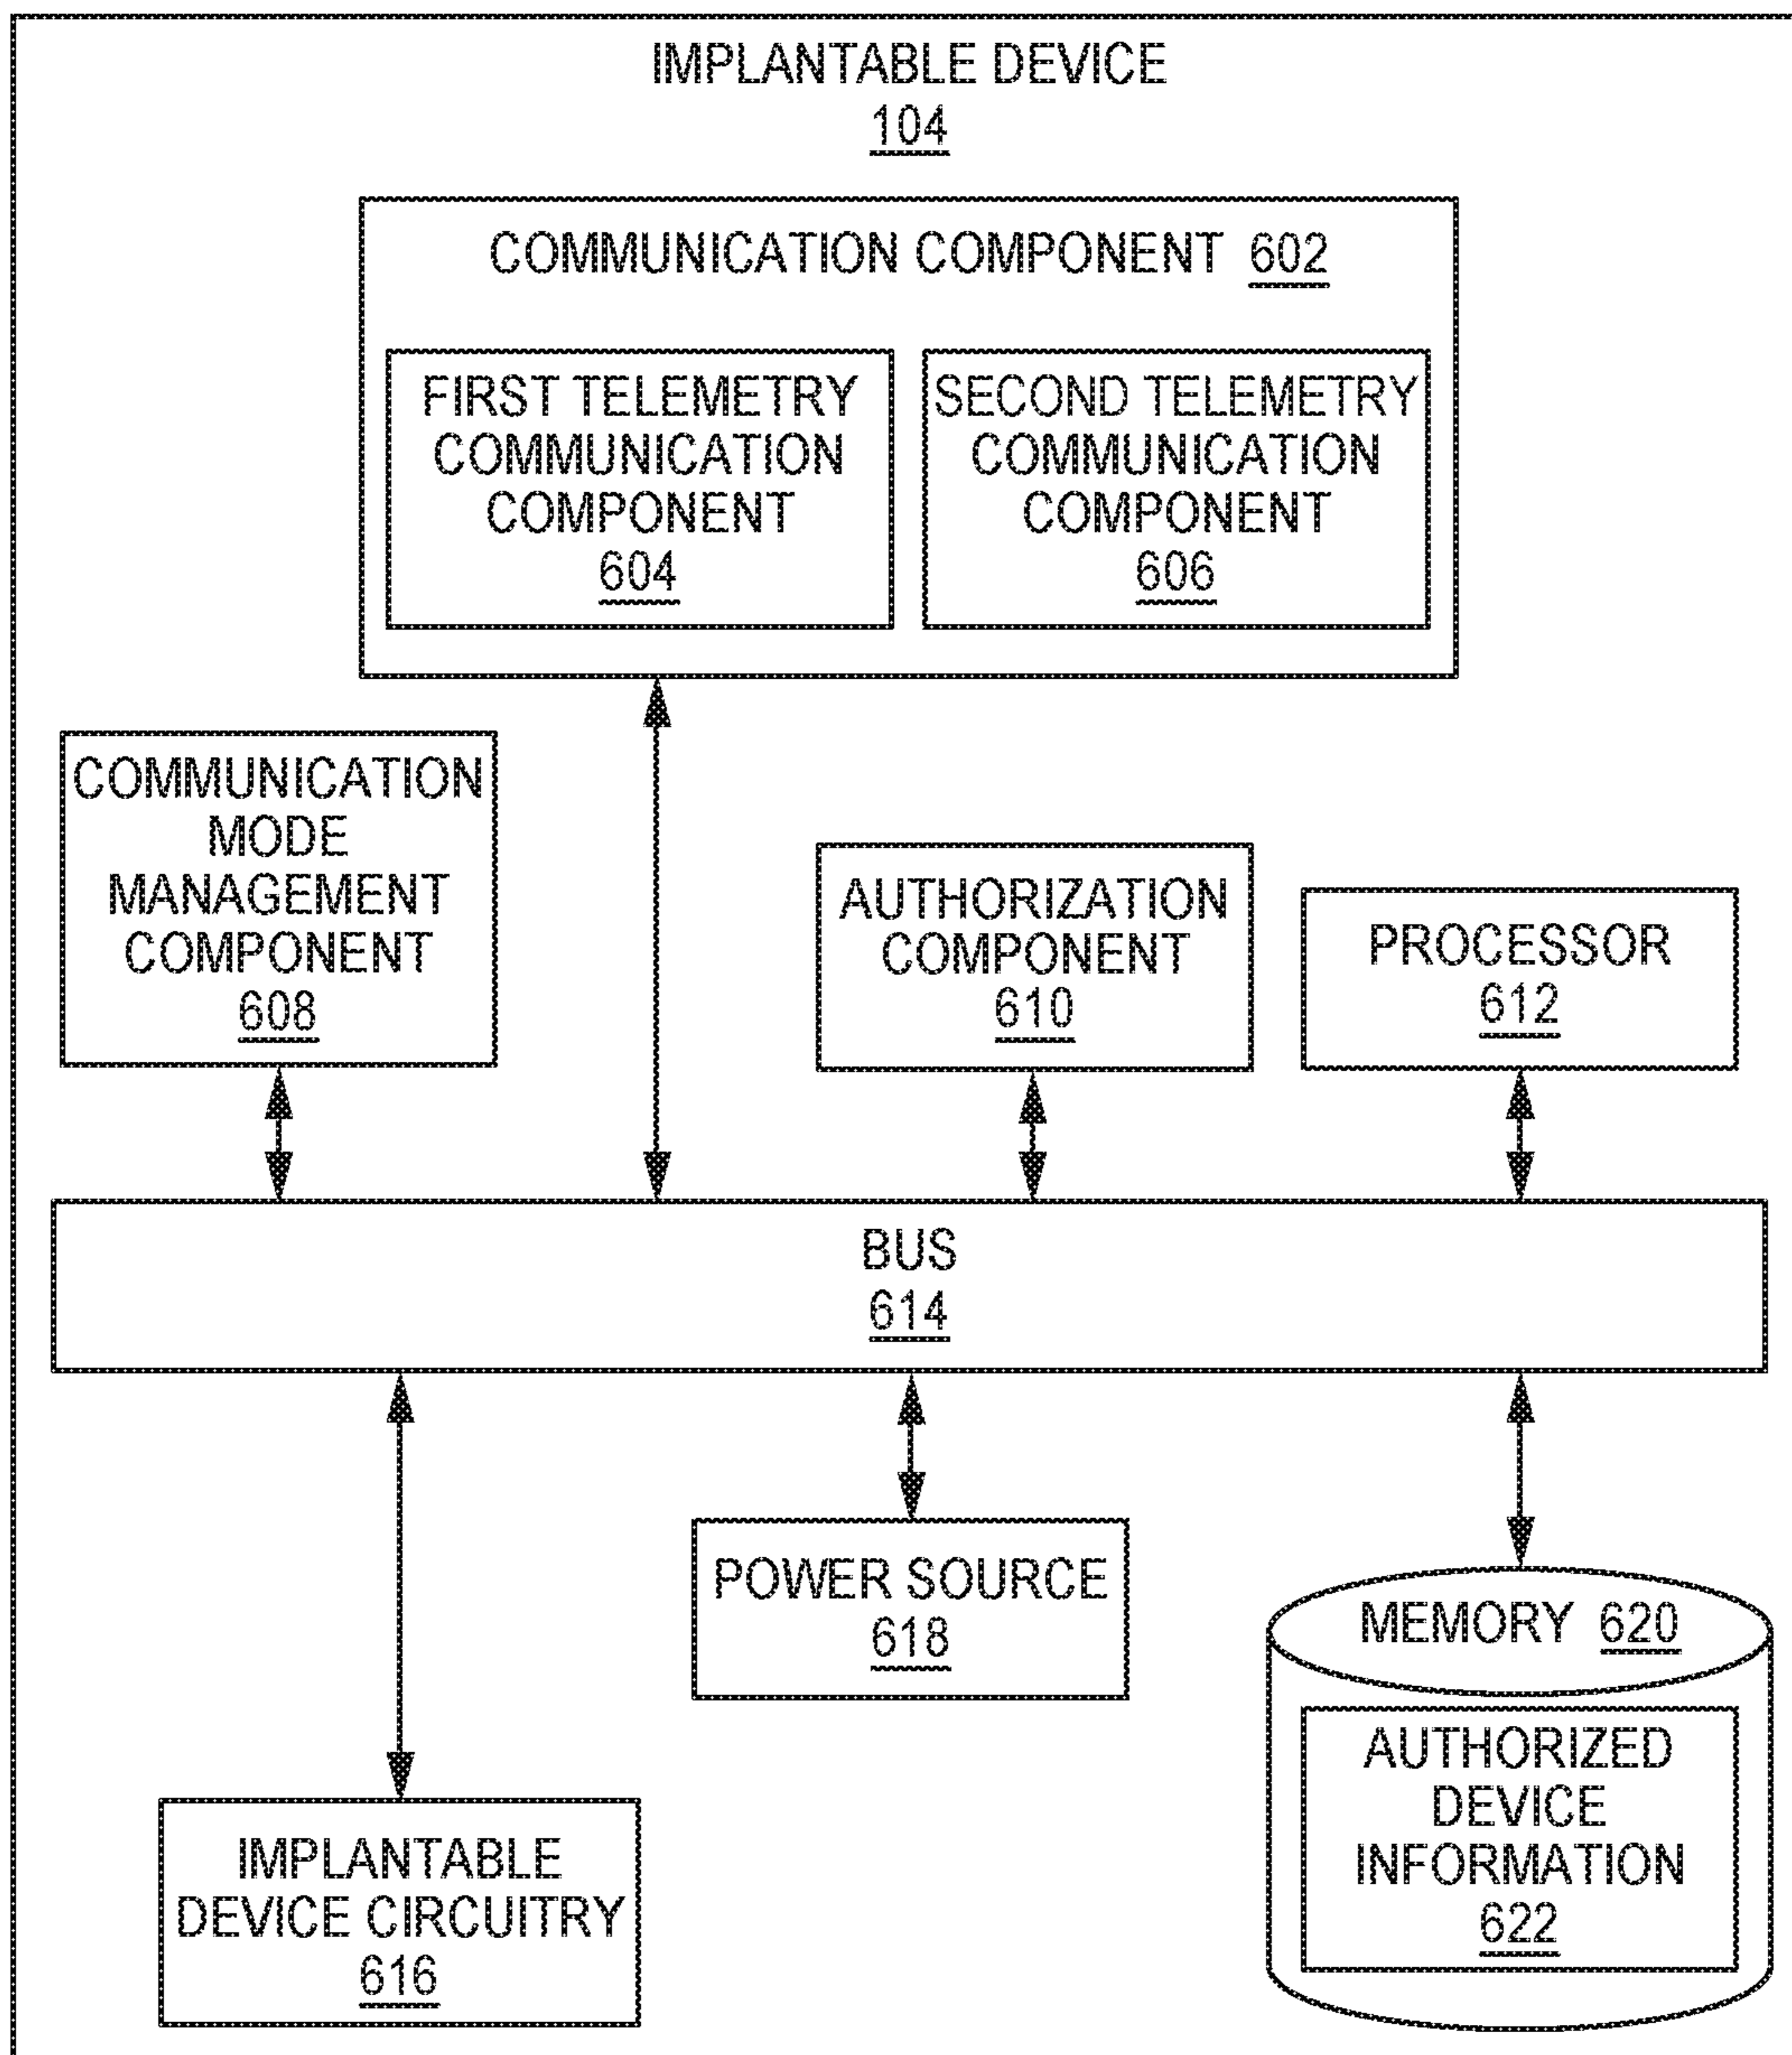 IMPLANTABLE DEVICE
104
COMMUNICATION COMPONENT 602
FIRST TELEMETRY
COMMUNICATION
COMPONENT
604
SECOND TELEMETRY
COMMUNICATION
COMPONENT
606
COMMUNICATION
MODE
MANAGEMENT
COMPONENT
608
AUTHORIZATION
COMPONENT
610
PROCESSOR
612
BUS
614
POWER SOURCE
618
MEMORY 620
AUTHORIZED
DEVICE
INFORMATION
622
IMPLANTABLE
DEVICE CIRCUITRY
616